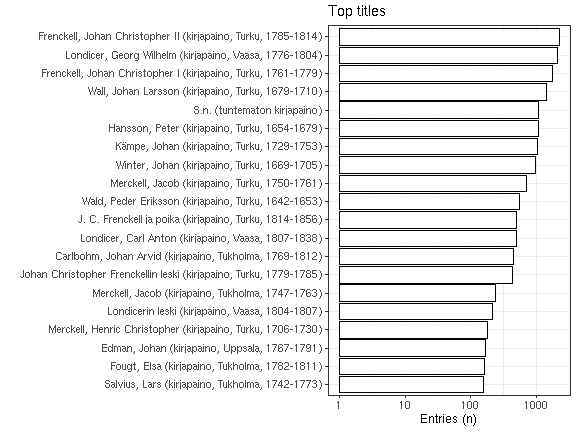 Top titles
Frenckell, Johan Christopher II (kirjapaino, Turku, 1785-1814)
Londicer, Georg Wilhelm (kirjapaino, Vaasa, 1776-1804)
Frenckell, Johan Christopher I (kirjapaino, Turku, 1761-1779)
Wall, Johan Larsson (kirjapaino, Turku, 1679-1710)
S.n. (tuntematon kirjapaino)
Hansson, Peter (kirjapaino, Turku, 1654-1679)
Kämpe, Johan (kirjapaino, Turku, 1729-1753)
Winter, Johan (kirjapaino, Turku, 1669-1705)
Merckell, Jacob (kirjapaino, Turku, 1750-1761)
Wald, Peder Eriksson (kirjapaino, Turku, 1642-1653)
J. C. Frenckell ja poika (kirjapaino, Turku, 1814-1856)
Londicer, Carl Anton (kirjapaino, Vaasa, 1807-1838)
Carlbohm, Johan Arvid (kirjapaino, Tukholma, 1769-1812)
Johan Christopher Frenckellin leski (kirjapaino, Turku, 1779-1785)
Merckell, Jacob (kirjapaino, Tukholma, 1747-1763)
Londicerin leski (kirjapaino, Vaasa, 1804-1807)
Merckell, Henric Christopher (kirjapaino, Turku, 1706-1730)
Edman, Johan (kirjapaino, Uppsala, 1767-1791)
Fougt, Elsa (kirjapaino, Tukholma, 1782-1811)
Salvius, Lars (kirjapaino, Tukholma, 1742-1773)
1 10 100 1000
Entries (n)